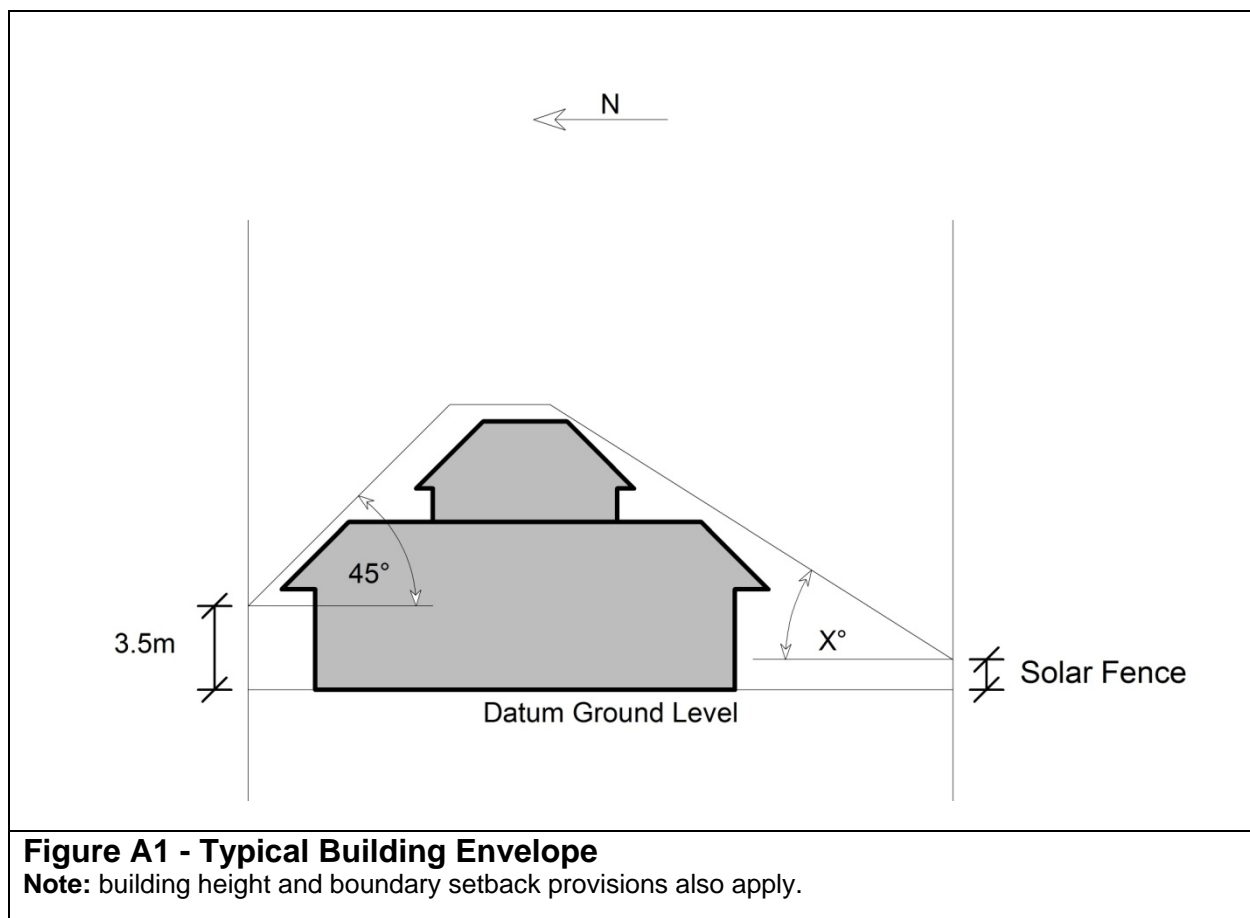 N
45°
3.5m
X°
Solar Fence
Datum Ground Level
Figure A1 - Typical Building Envelope
Note: building height and boundary setback provisions also apply.